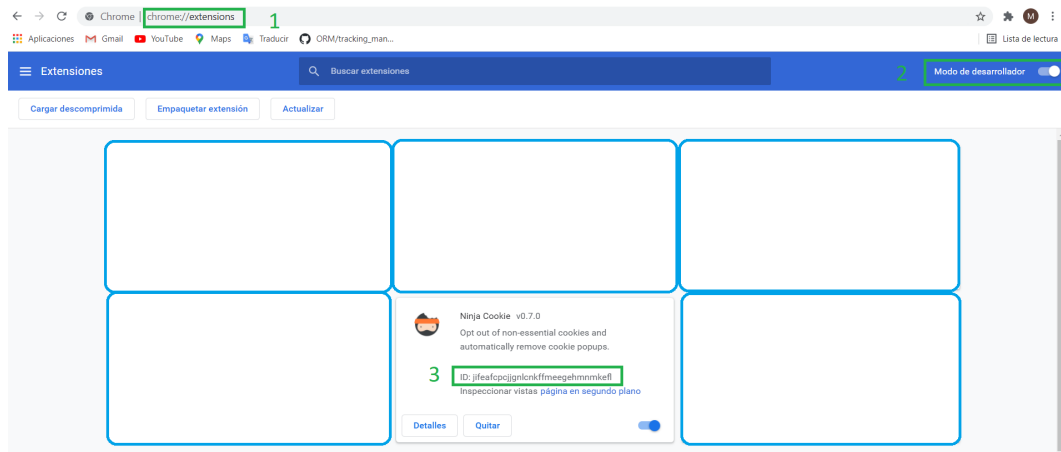 Chrome | chrome://extensions 1 M
Aplicaciones Gmail YouTube Maps Traducir ORM/tracking_man... Lista de lectura
Extensiones Buscar extensiones 2 Modo de desarrollador
Cargar descomprimida Empaquetar extensión Actualizar
Ninja Cookie v0.7.0
Opt out of non-essential cookies and
automatically remove cookie popups.
3 ID: jifeafcpcjjgnlcnkffmeegehmnmkefl
Inspeccionar vistas página en segundo plano
Detalles Quitar